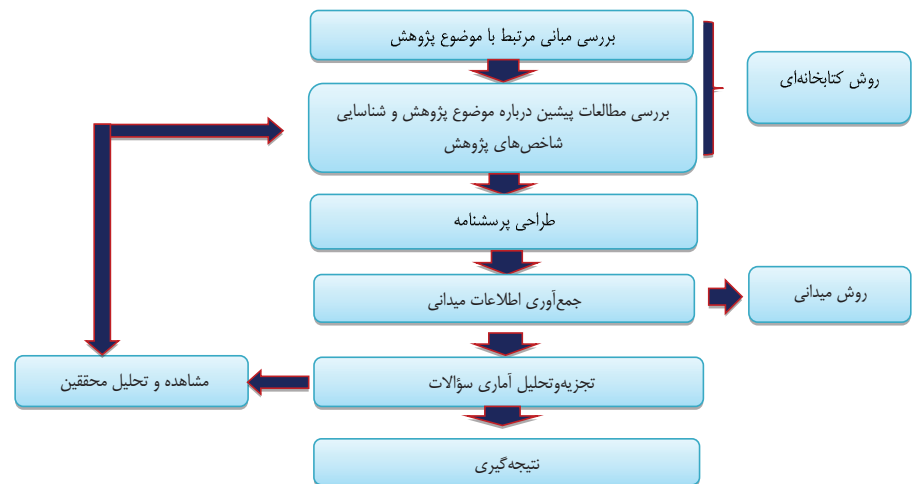 بررسی مبانی مرتبط با موضوع پژوهش
روش کتابخانه‌ای
بررسی مطالعات پیشین درباره موضوع پژوهش و شناسایی
شاخص‌های پژوهش
طراحی پرسشنامه
جمع‌آوری اطلاعات میدانی
روش میدانی
تجزیه‌وتحلیل آماری سؤالات
مشاهده و تحلیل محققین
نتیجه‌گیری